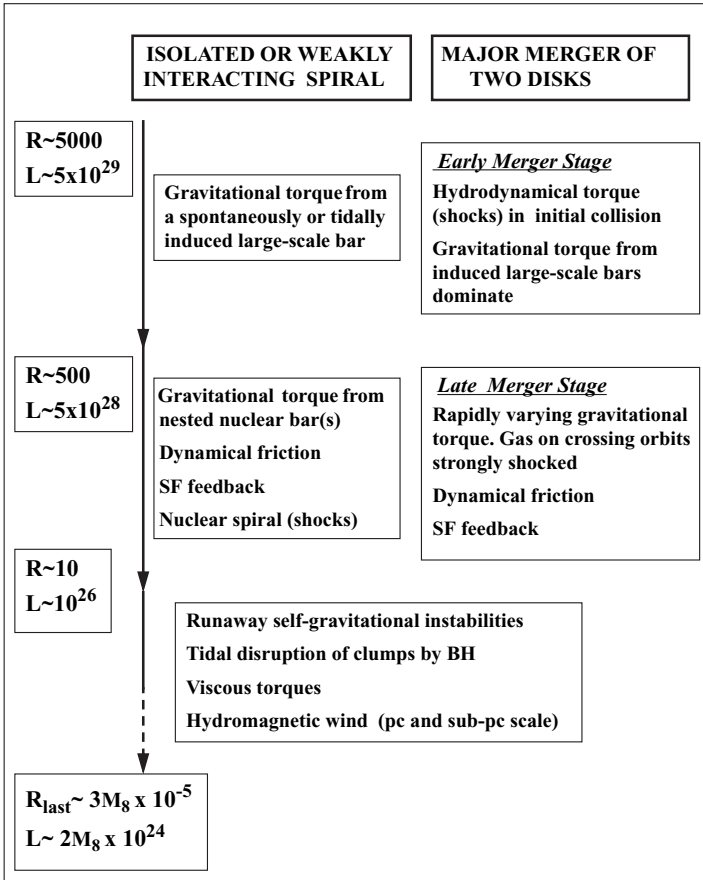 ISOLATED OR WEAKLY
INTERACTING SPIRAL
MAJOR MERGER OF
TWO DISKS
R~5000
L~5x10^29
Gravitational torque from
a spontaneously or tidally
induced large-scale bar
Early Merger Stage
Hydrodynamical torque
(shocks) in initial collision
Gravitational torque from
induced large-scale bars
dominate
R~500
L~5x10^28
Gravitational torque from
nested nuclear bar(s)
Dynamical friction
SF feedback
Nuclear spiral (shocks)
Late Merger Stage
Rapidly varying gravitational
torque. Gas on crossing orbits
strongly shocked
Dynamical friction
SF feedback
R~10
L~10^26
Runaway self-gravitational instabilities
Tidal disruption of clumps by BH
Viscous torques
Hydromagnetic wind (pc and sub-pc scale)
R_last~ 3M_8 x 10^-5
L~ 2M_8 x 10^24